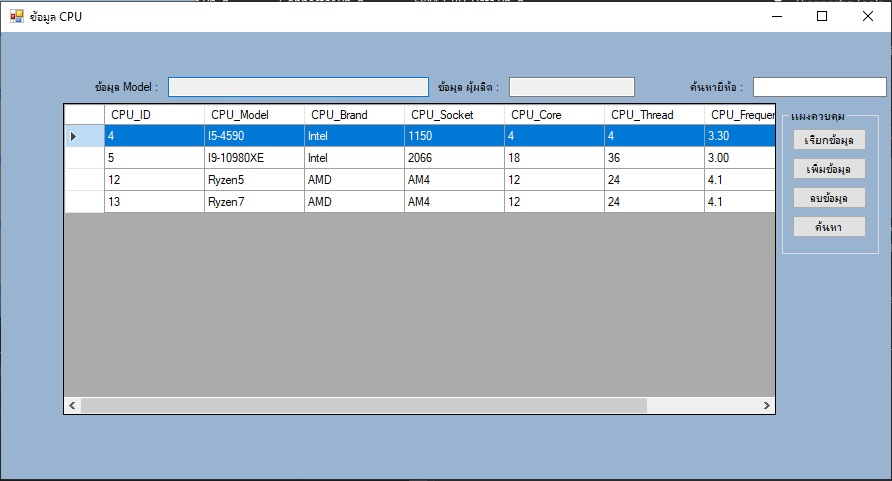 ข้อมูล CPU
ข้อมูล Model : ข้อมูล ผู้ผลิต : ค้นหายี่ห้อ :
CPU_ID CPU_Model CPU_Brand CPU_Socket CPU_Core CPU_Thread CPU_Frequen
4 I5-4590 Intel 1150 4 4 3.30
5 I9-10980XE Intel 2066 18 36 3.00
12 Ryzen5 AMD AM4 12 24 4.1
13 Ryzen7 AMD AM4 12 24 4.1
แผงควบคุม
เรียกข้อมูล
เพิ่มข้อมูล
ลบข้อมูล
ค้นหา